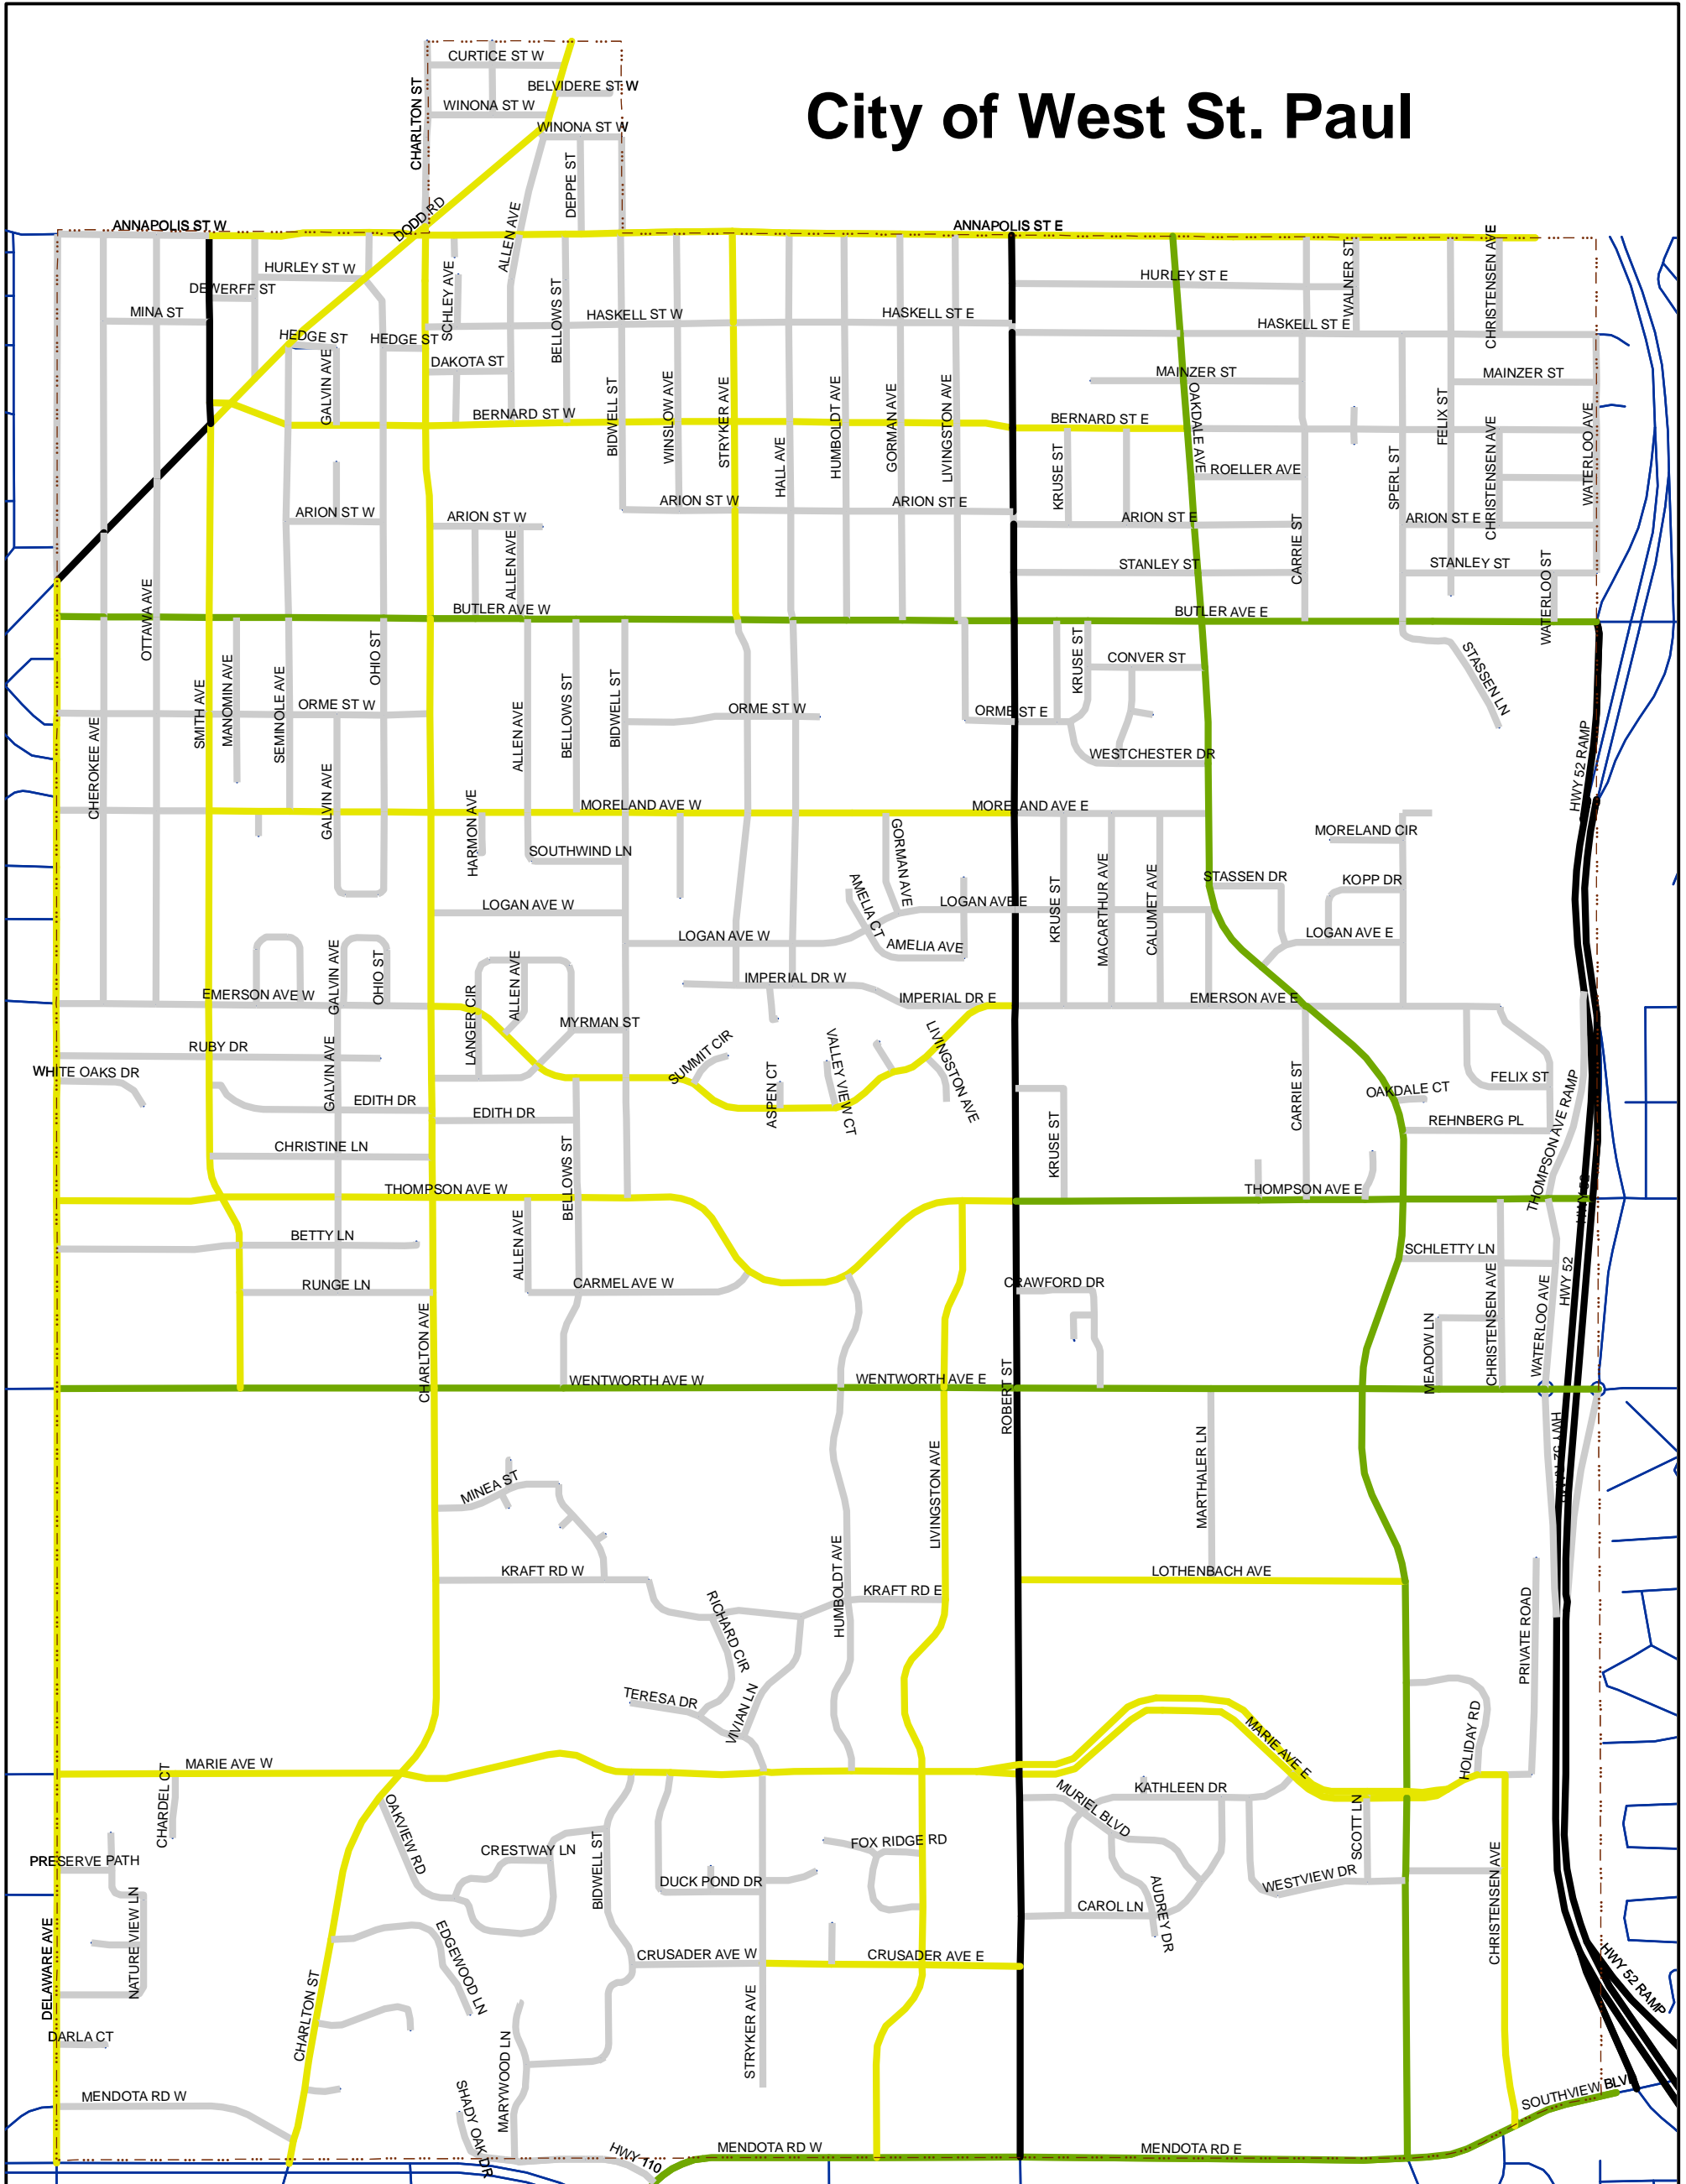 City of West St. Paul
CURTICE ST W
BELVIDERE ST W
WINONA ST W
WINONA ST W
CHARLTON ST
DEPPE ST
DODD RD
ALLEN AVE
ANNAPOLIS ST W
ANNAPOLIS ST E
HURLEY ST W
HURLEY ST E
DEWERFF ST
MINA ST
SCHLEY AVE
BELLOWS ST
WALNER ST
CHRISTENSEN AVE
HASKELL ST W
HASKELL ST E
HASKELL ST E
HEDGE ST
HEDGE ST
DAKOTA ST
GALVIN AVE
MAINZER ST
MAINZER ST
BERNARD ST W
BERNARD ST E
BIDWELL ST
WINSLOW AVE
STRYKER AVE
HALL AVE
HUMBOLDT AVE
GORMAN AVE
LIVINGSTON AVE
OAKDALE AVE
FELIX ST
WATERLOO AVE
KRUSE ST
ROELLER AVE
SPERL ST
CHRISTENSEN AVE
ARION ST W
ARION ST W
ARION ST W
ARION ST E
ARION ST E
ARION ST E
ALLEN AVE
CARRIE ST
STANLEY ST
STANLEY ST
WATERLOO ST
OTTAWA AVE
BUTLER AVE W
BUTLER AVE E
OHIO ST
KRUSE ST
CONVER ST
STASSEN LN
CHEROKEE AVE
SMITH AVE
MANOMIN AVE
SEMINOLE AVE
ORME ST W
ALLEN AVE
BELLOWS ST
BIDWELL ST
ORME ST W
ORME ST E
WESTCHESTER DR
HWY 52 RAMP
GALVIN AVE
HARMON AVE
MORELAND AVE W
MORELAND AVE E
MORELAND CIR
SOUTHWIND LN
GORMAN AVE
AMELIA CT
STASSEN DR
KOPP DR
LOGAN AVE W
LOGAN AVE W
LOGAN AVE E
LOGAN AVE E
AMELIA AVE
KRUSE ST
MACARTHUR AVE
CALUMET AVE
GALVIN AVE
OHIO ST
ALLEN AVE
LANGER CIR
IMPERIAL DR W
IMPERIAL DR E
EMERSON AVE W
EMERSON AVE E
MYRMAN ST
SUMMIT CIR
VALLEY VIEW CT
LIVINGSTON AVE
RUBY DR
WHITE OAKS DR
GALVIN AVE
ASPEN CT
FELIX ST
OAKDALE CT
EDITH DR
EDITH DR
REHNBERG PL
CARRIE ST
KRUSE ST
THOMPSON AVE RAMP
CHRISTINE LN
BELLOWS ST
THOMPSON AVE W
THOMPSON AVE E
HWY 52
BETTY LN
ALLEN AVE
SCHLETTY LN
RUNGE LN
CARMEL AVE W
CRAWFORD DR
HWY 52
CHARLTON AVE
MEADOW LN
CHRISTENSEN AVE
WATERLOO AVE
WENTWORTH AVE W
WENTWORTH AVE E
ROBERT ST
HWY 52 RAMP
MINEA ST
LIVINGSTON AVE
MARTHALER LN
KRAFT RD W
KRAFT RD E
HUMBOLDT AVE
LOTHENBACH AVE
RICHARD CIR
PRIVATE ROAD
TERESA DR
VIVIAN LN
MARIE AVE E
HOLIDAY RD
MARIE AVE W
CHARDEL CT
KATHLEEN DR
MURIEL BLVD
OAKVIEW RD
CRESTWAY LN
BIDWELL ST
FOX RIDGE RD
SCOTT LN
PRESERVE PATH
DUCK POND DR
WESTVIEW DR
NATURE VIEW LN
CAROL LN
AUDREY DR
DELAWARE AVE
EDGEWOOD LN
CRUSADER AVE W
CRUSADER AVE E
CHRISTENSEN AVE
HWY 52 RAMP
CHARLTON ST
DARLA CT
STRYKER AVE
MARYWOOD LN
MENDOTA RD W
SHADY OAK DR
SOUTHVIEW BLV
HWY 110
MENDOTA RD W
MENDOTA RD E